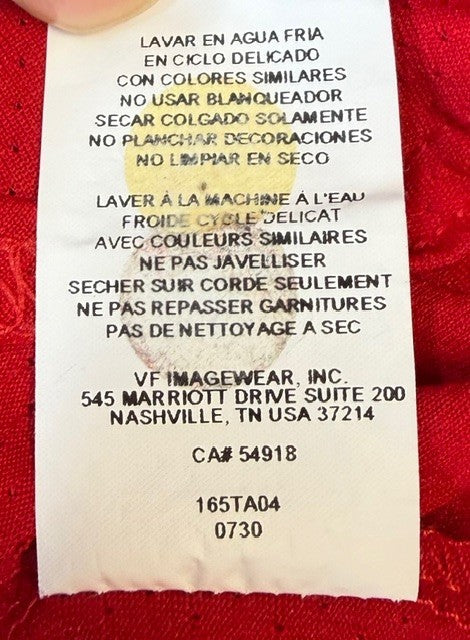 LAVAR EN AGUA FRIA
EN CICLO DELICADO
CON COLORES SIMILARES
NO USAR BLANQUEADOR
SECAR COLGADO SOLAMENTE
NO PLANCHAR DECORACIONES
NO LIMPIAR EN SECO
LAVER À LA MACHINE À L'EAU
FROIDE CYCLE DELICAT
AVEC COULEURS SIMILAIRES
NE PAS JAVELLISER
SECHER SUR CORDE SEULEMENT
NE PAS REPASSER GARNITURES
PAS DE NETTOYAGE A SEC
VF IMAGEWEAR, INC.
545 MARRIOTT DRIVE SUITE 200
NASHVILLE, TN USA 37214
CA# 54918
165TA04
0730